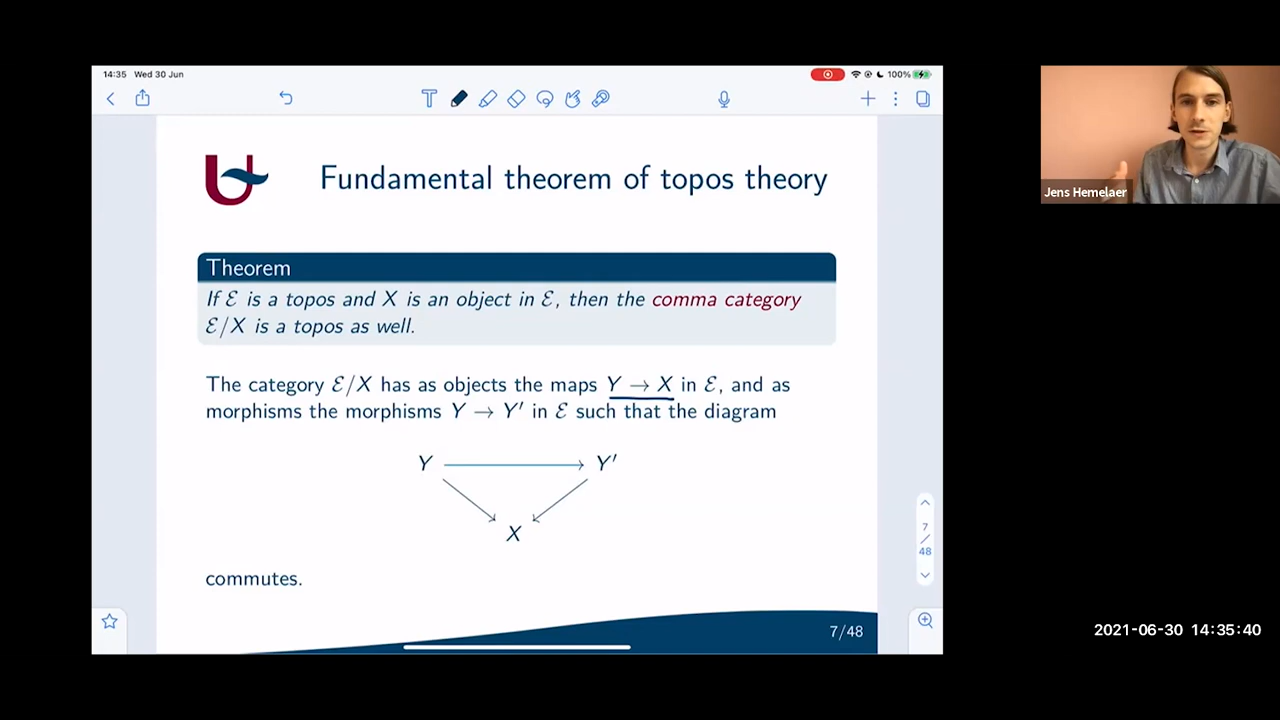 14:35 Wed 30 Jun
100%
Fundamental theorem of topos theory
Theorem
If ℰ is a topos and X is an object in ℰ, then the comma category
ℰ/X is a topos as well.
The category ℰ/X has as objects the maps Y → X in ℰ, and as
morphisms the morphisms Y → Y′ in ℰ such that the diagram
Y Y′
X
commutes.
7/48
7
/
48
Jens Hemelaer
2021-06-30 14:35:40